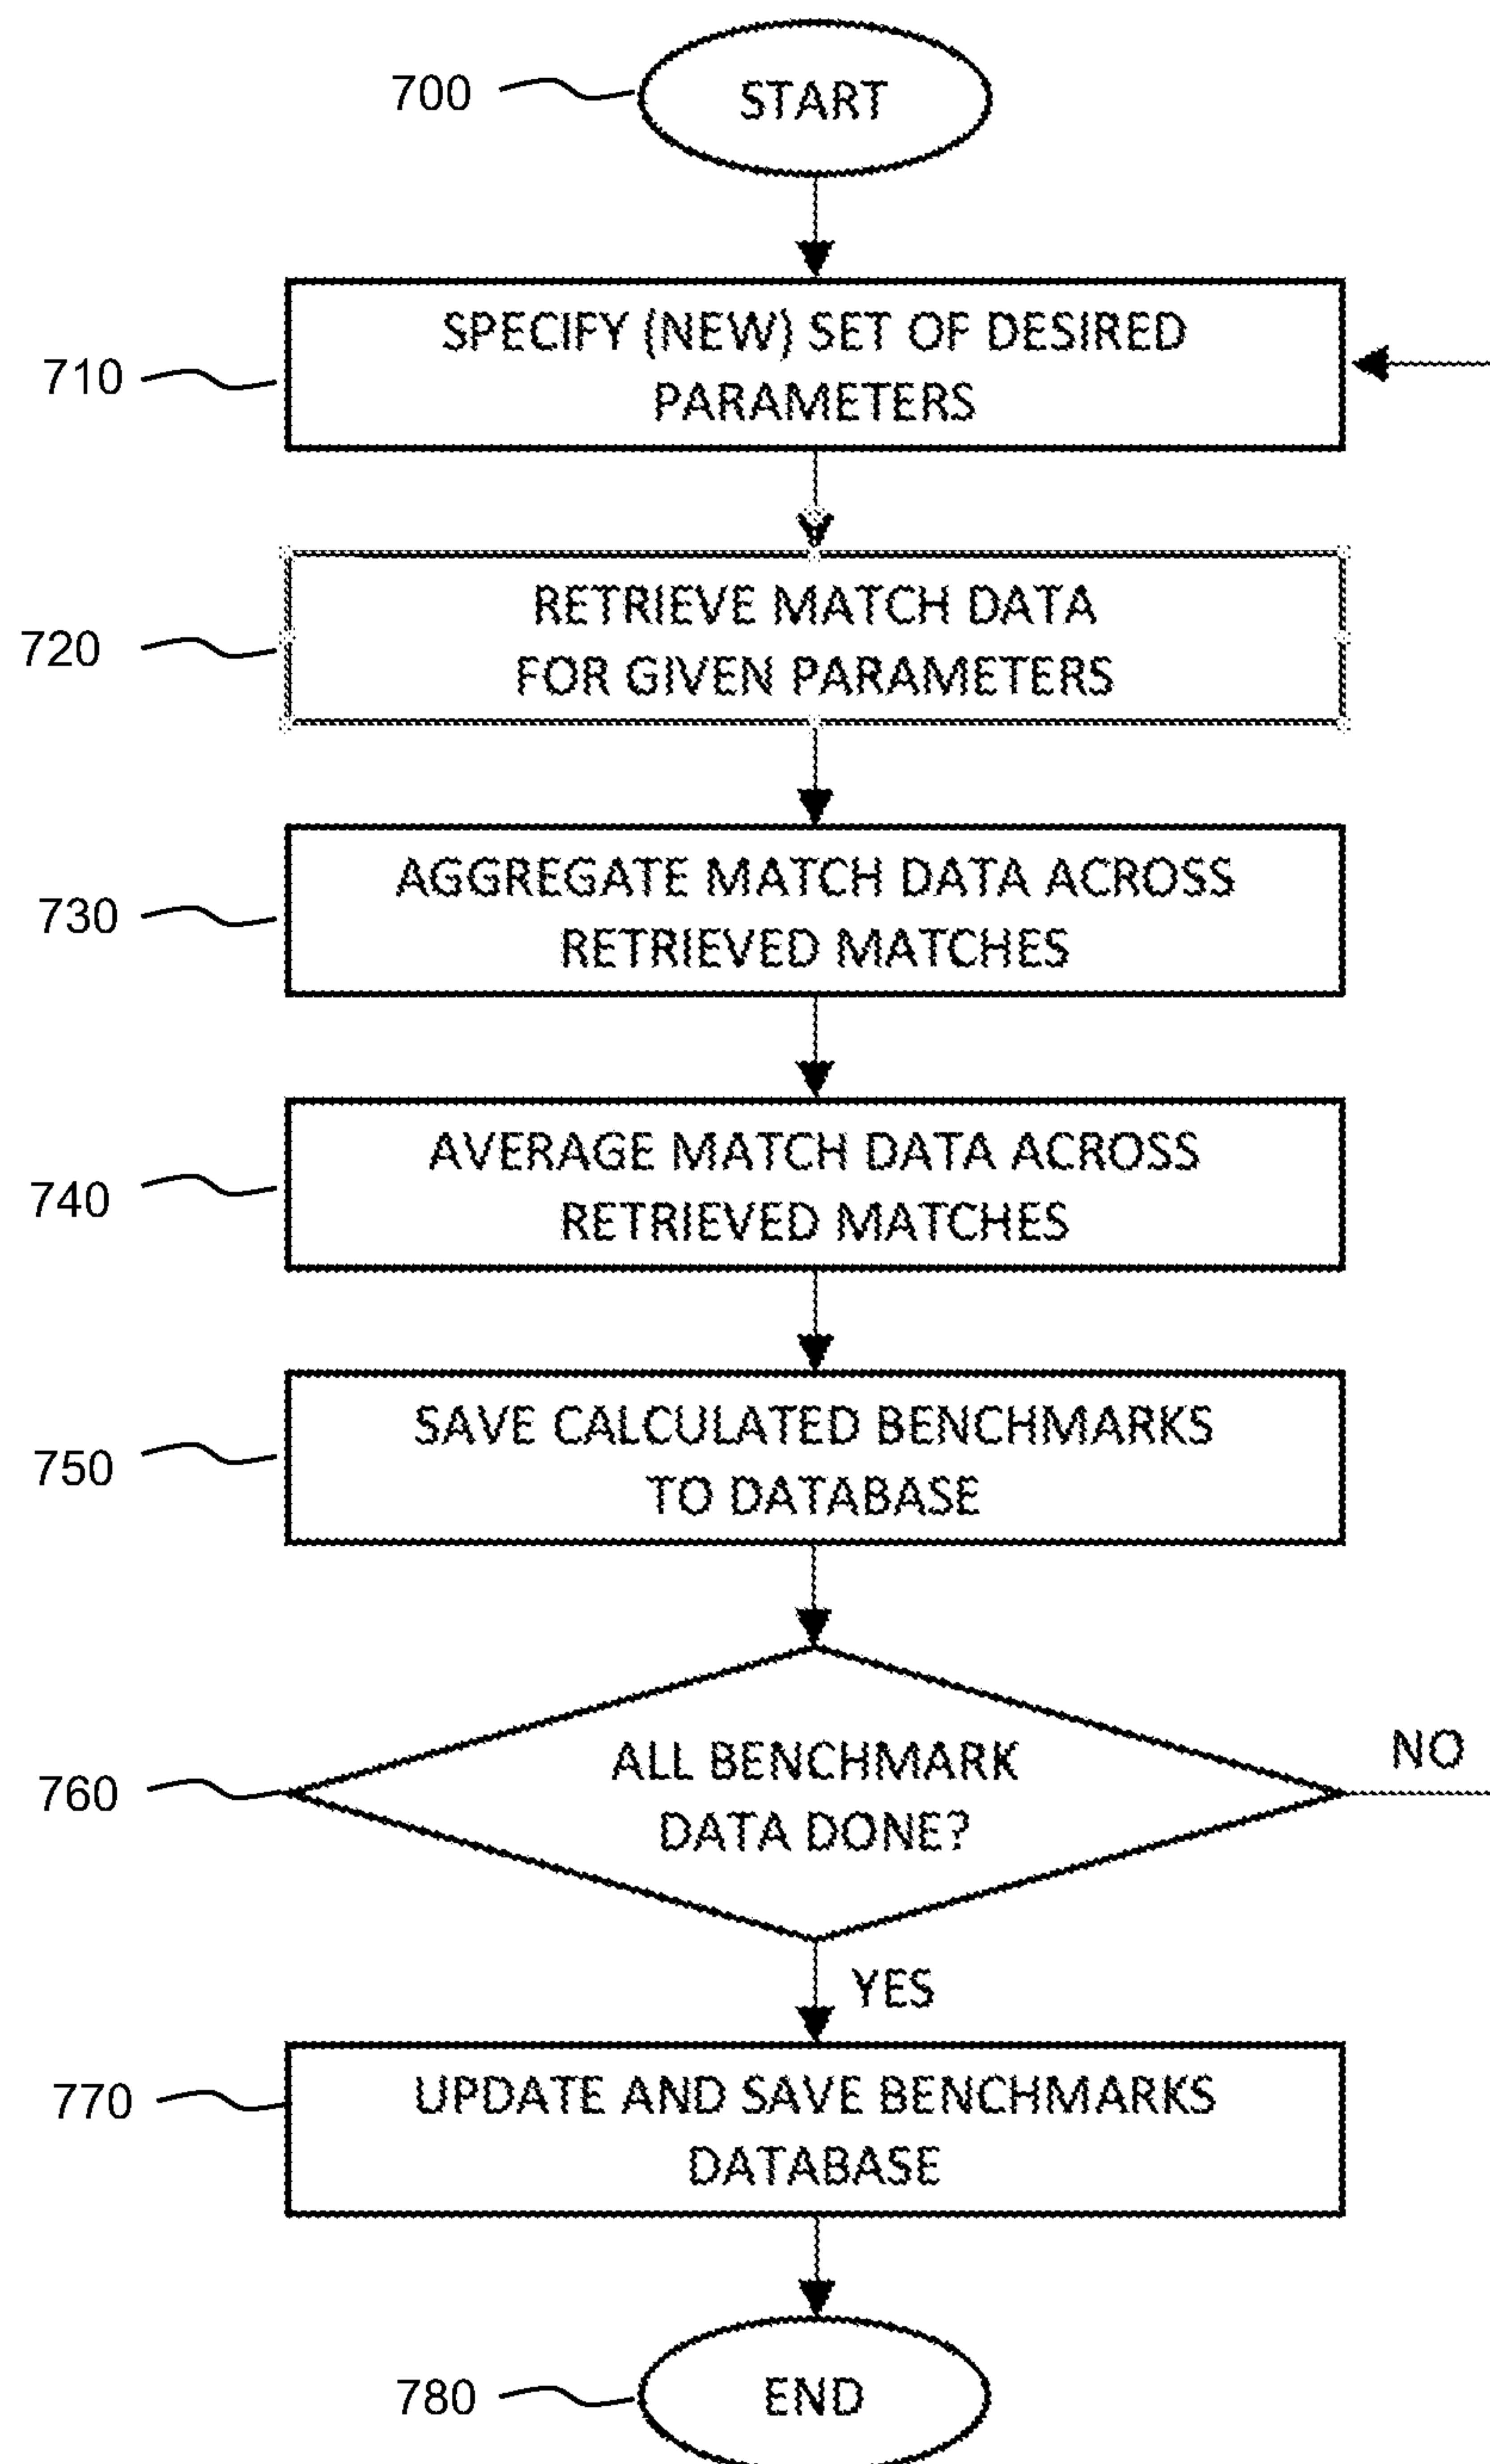 700
START
710
SPECIFY (NEW) SET OF DESIRED
PARAMETERS
720
RETRIEVE MATCH DATA
FOR GIVEN PARAMETERS
730
AGGREGATE MATCH DATA ACROSS
RETRIEVED MATCHES
740
AVERAGE MATCH DATA ACROSS
RETRIEVED MATCHES
750
SAVE CALCULATED BENCHMARKS
TO DATABASE
760
ALL BENCHMARK
DATA DONE?
NO
YES
770
UPDATE AND SAVE BENCHMARKS
DATABASE
780
END